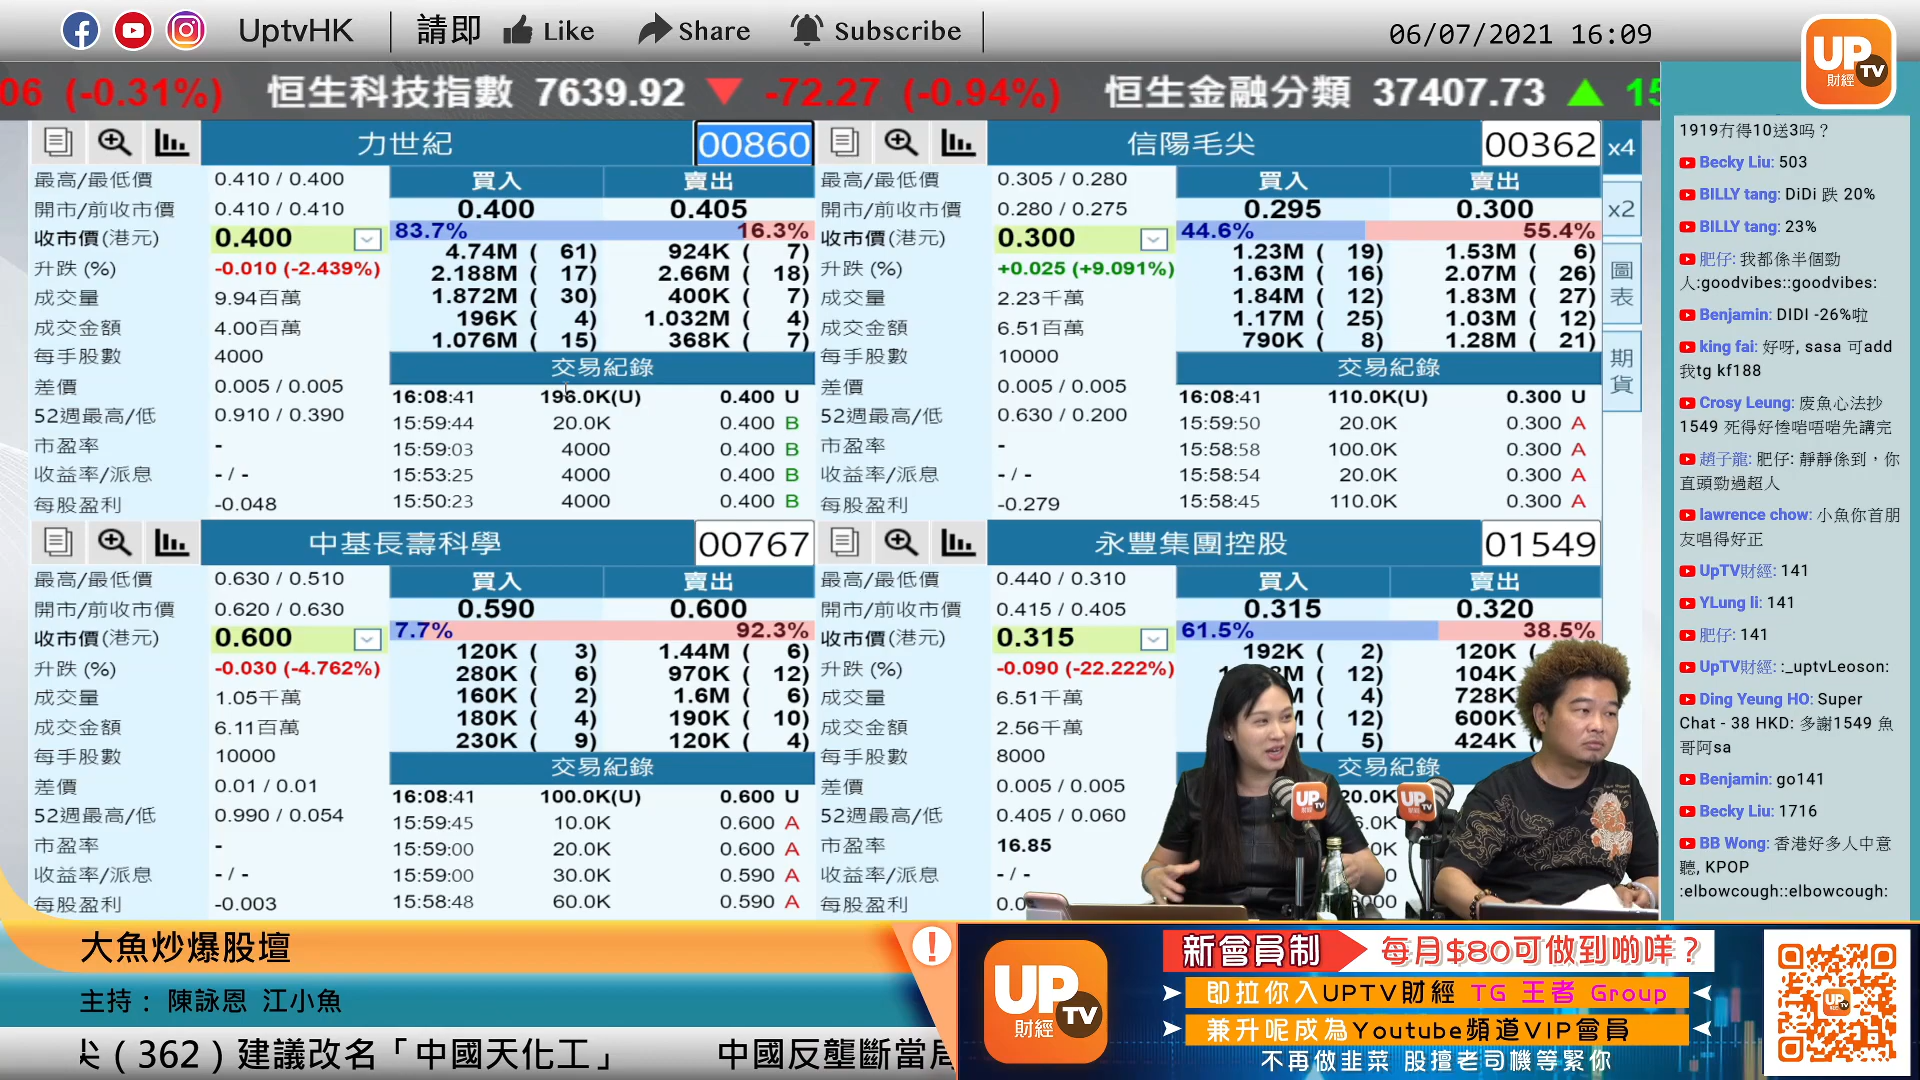 UptvHK 請即 Like Share Subscribe 06/07/2021 16:09
UP TV 財經
06 (-0.31%) 恒生科技指數 7639.92 ▼ -72.27 (-0.94%) 恒生金融分類 37407.73 ▲ 15
力世紀 00860
最高/最低價 0.410 / 0.400 買入 賣出
開市/前收市價 0.410 / 0.410 0.400 0.405
收市價(港元) 0.400 83.7% 16.3%
4.74M ( 61) 924K ( 7)
升跌 (%) -0.010 (-2.439%) 2.188M ( 17) 2.66M ( 18)
成交量 9.94百萬 1.872M ( 30) 400K ( 7)
成交金額 4.00百萬 196K ( 4) 1.032M ( 4)
每手股數 4000 1.076M ( 15) 368K ( 7)
交易紀錄
差價 0.005 / 0.005 16:08:41 196.0K(U) 0.400 U
52週最高/低 0.910 / 0.390 15:59:44 20.0K 0.400 B
市盈率 - 15:59:03 4000 0.400 B
收益率/派息 - / - 15:53:25 4000 0.400 B
每股盈利 -0.048 15:50:23 4000 0.400 B
信陽毛尖 00362
最高/最低價 0.305 / 0.280 買入 賣出
開市/前收市價 0.280 / 0.275 0.295 0.300
收市價(港元) 0.300 44.6% 55.4%
1.23M ( 19) 1.53M ( 6)
升跌 (%) +0.025 (+9.091%) 1.63M ( 16) 2.07M ( 26)
成交量 2.23千萬 1.84M ( 12) 1.83M ( 27)
成交金額 6.51百萬 1.17M ( 25) 1.03M ( 12)
每手股數 10000 790K ( 8) 1.28M ( 21)
交易紀錄
差價 0.005 / 0.005 16:08:41 110.0K(U) 0.300 U
52週最高/低 0.630 / 0.200 15:59:50 20.0K 0.300 A
市盈率 - 15:58:58 100.0K 0.300 A
收益率/派息 - / - 15:58:54 20.0K 0.300 A
每股盈利 -0.279 15:58:45 110.0K 0.300 A
x4
x2
圖表
期貨
中基長壽科學 00767
最高/最低價 0.630 / 0.510 買入 賣出
開市/前收市價 0.620 / 0.630 0.590 0.600
收市價(港元) 0.600 7.7% 92.3%
120K ( 3) 1.44M ( 6)
升跌 (%) -0.030 (-4.762%) 280K ( 6) 970K ( 12)
成交量 1.05千萬 160K ( 2) 1.6M ( 6)
成交金額 6.11百萬 180K ( 4) 190K ( 10)
每手股數 10000 230K ( 9) 120K ( 4)
交易紀錄
差價 0.01 / 0.01 16:08:41 100.0K(U) 0.600 U
52週最高/低 0.990 / 0.054 15:59:45 10.0K 0.600 A
市盈率 - 15:59:00 20.0K 0.600 A
收益率/派息 - / - 15:59:00 30.0K 0.590 A
每股盈利 -0.003 15:58:48 60.0K 0.590 A
永豐集團控股 01549
最高/最低價 0.440 / 0.310 買入 賣出
開市/前收市價 0.415 / 0.405 0.315 0.320
收市價(港元) 0.315 61.5% 38.5%
192K ( 2) 120K (
升跌 (%) -0.090 (-22.222%) 12) 104K
成交量 6.51千萬 M ( 4) 728K
成交金額 2.56千萬 ( 12) 600K
每手股數 8000 ( 5) 424K
交易紀錄
差價 0.005 / 0.005
52週最高/低 0.405 / 0.060
市盈率 16.85
收益率/派息 - / -
每股盈利 0.0
1919冇得10送3吗？
Becky Liu: 503
BILLY tang: DiDi 跌 20%
BILLY tang: 23%
肥仔: 我都係半個勁
人:goodvibes::goodvibes:
Benjamin: DIDI -26%啦
king fai: 好呀, sasa 可add
我tg kf188
Crosy Leung: 废魚心法抄
1549 死得好慘啱唔啱先講完
趙子龍: 肥仔: 靜靜係到，你
直頭勁過超人
lawrence chow: 小魚你首朋
友唱得好正
UpTV財經: 141
YLung li: 141
肥仔: 141
UpTV財經: :_uptvLeoson:
Ding Yeung HO: Super
Chat - 38 HKD: 多謝1549 魚
哥阿sa
Benjamin: go141
Becky Liu: 1716
BB Wong: 香港好多人中意
聽, KPOP
:elbowcough::elbowcough:
大魚炒爆股壇
主持： 陳詠恩 江小魚
尖（362）建議改名「中國天化工」 中國反壟斷當局
UP TV 財經
新會員制 每月$80可做到啲咩？
即拉你入UPTV財經 TG 王者 Group
兼升呢成為Youtube頻道VIP會員
不再做韭菜 股擅老司機等緊你